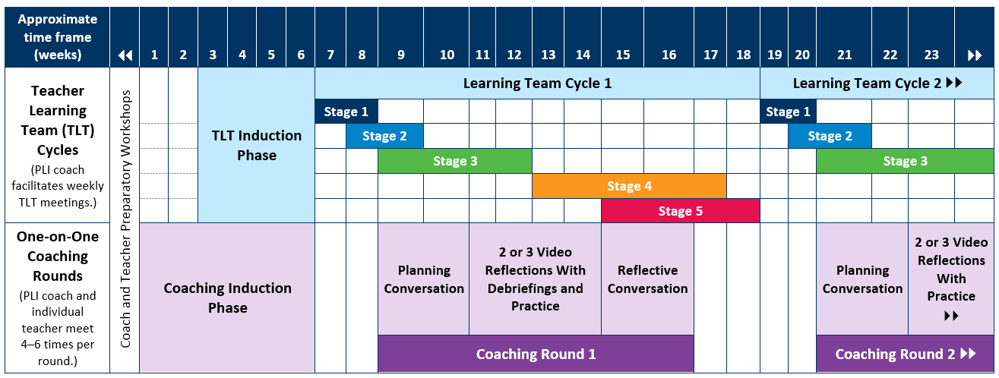 Approximate
time frame
(weeks)
⏪ 1 2 3 4 5 6 7 8 9 10 11 12 13 14 15 16 17 18 19 20 21 22 23 ⏩
Teacher
Learning
Team (TLT)
Cycles
(PLI coach
facilitates weekly
TLT meetings.)
Coach and Teacher Preparatory Workshops
TLT Induction
Phase
Learning Team Cycle 1
Stage 1
Stage 2
Stage 3
Stage 4
Stage 5
Learning Team Cycle 2 ⏩
Stage 1
Stage 2
Stage 3
One-on-One
Coaching
Rounds
(PLI coach and
individual
teacher meet
4–6 times per
round.)
Coaching Induction
Phase
Planning
Conversation
2 or 3 Video
Reflections With
Debriefings and
Practice
Reflective
Conversation
Coaching Round 1
Planning
Conversation
2 or 3 Video
Reflections
With
Practice
⏩
Coaching Round 2 ⏩